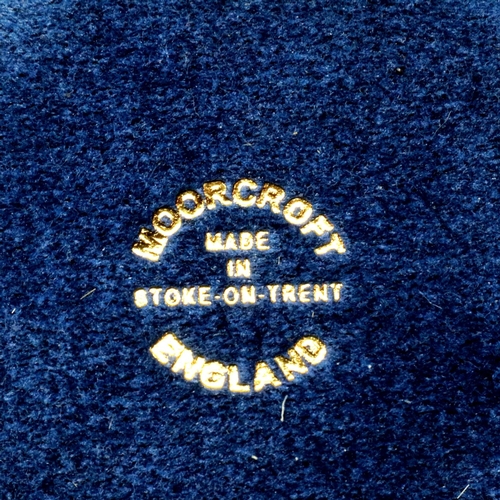 MOORCROFT
MADE
IN
STOKE-ON-TRENT
ENGLAND